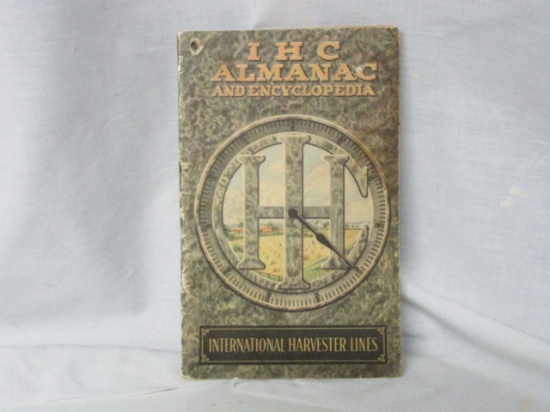 I H C
ALMANAC
AND ENCYCLOPEDIA
IHC
INTERNATIONAL HARVESTER LINES